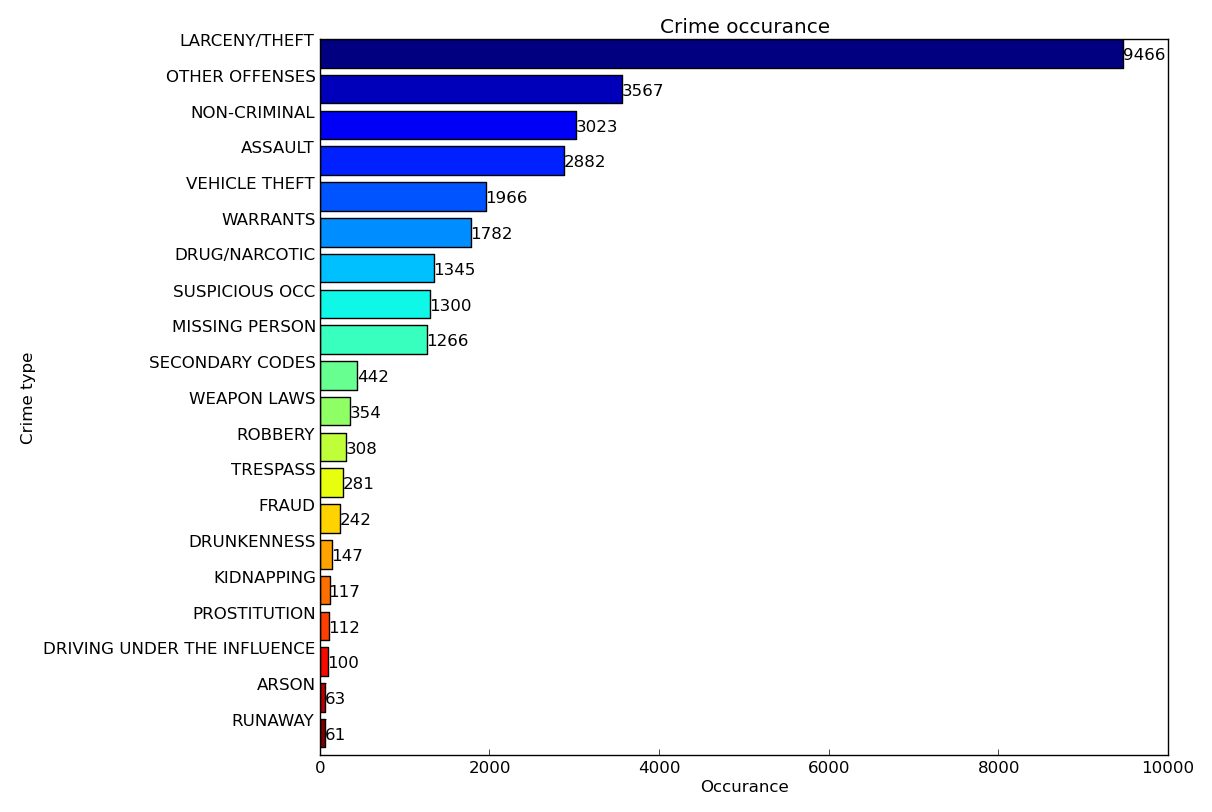 Crime occurance
LARCENY/THEFT 9466
OTHER OFFENSES 3567
NON-CRIMINAL 3023
ASSAULT 2882
VEHICLE THEFT 1966
WARRANTS 1782
DRUG/NARCOTIC 1345
SUSPICIOUS OCC 1300
MISSING PERSON 1266
SECONDARY CODES 442
WEAPON LAWS 354
ROBBERY 308
TRESPASS 281
FRAUD 242
DRUNKENNESS 147
KIDNAPPING 117
PROSTITUTION 112
DRIVING UNDER THE INFLUENCE 100
ARSON 63
RUNAWAY 61
Crime type
0 2000 4000 6000 8000 10000
Occurance